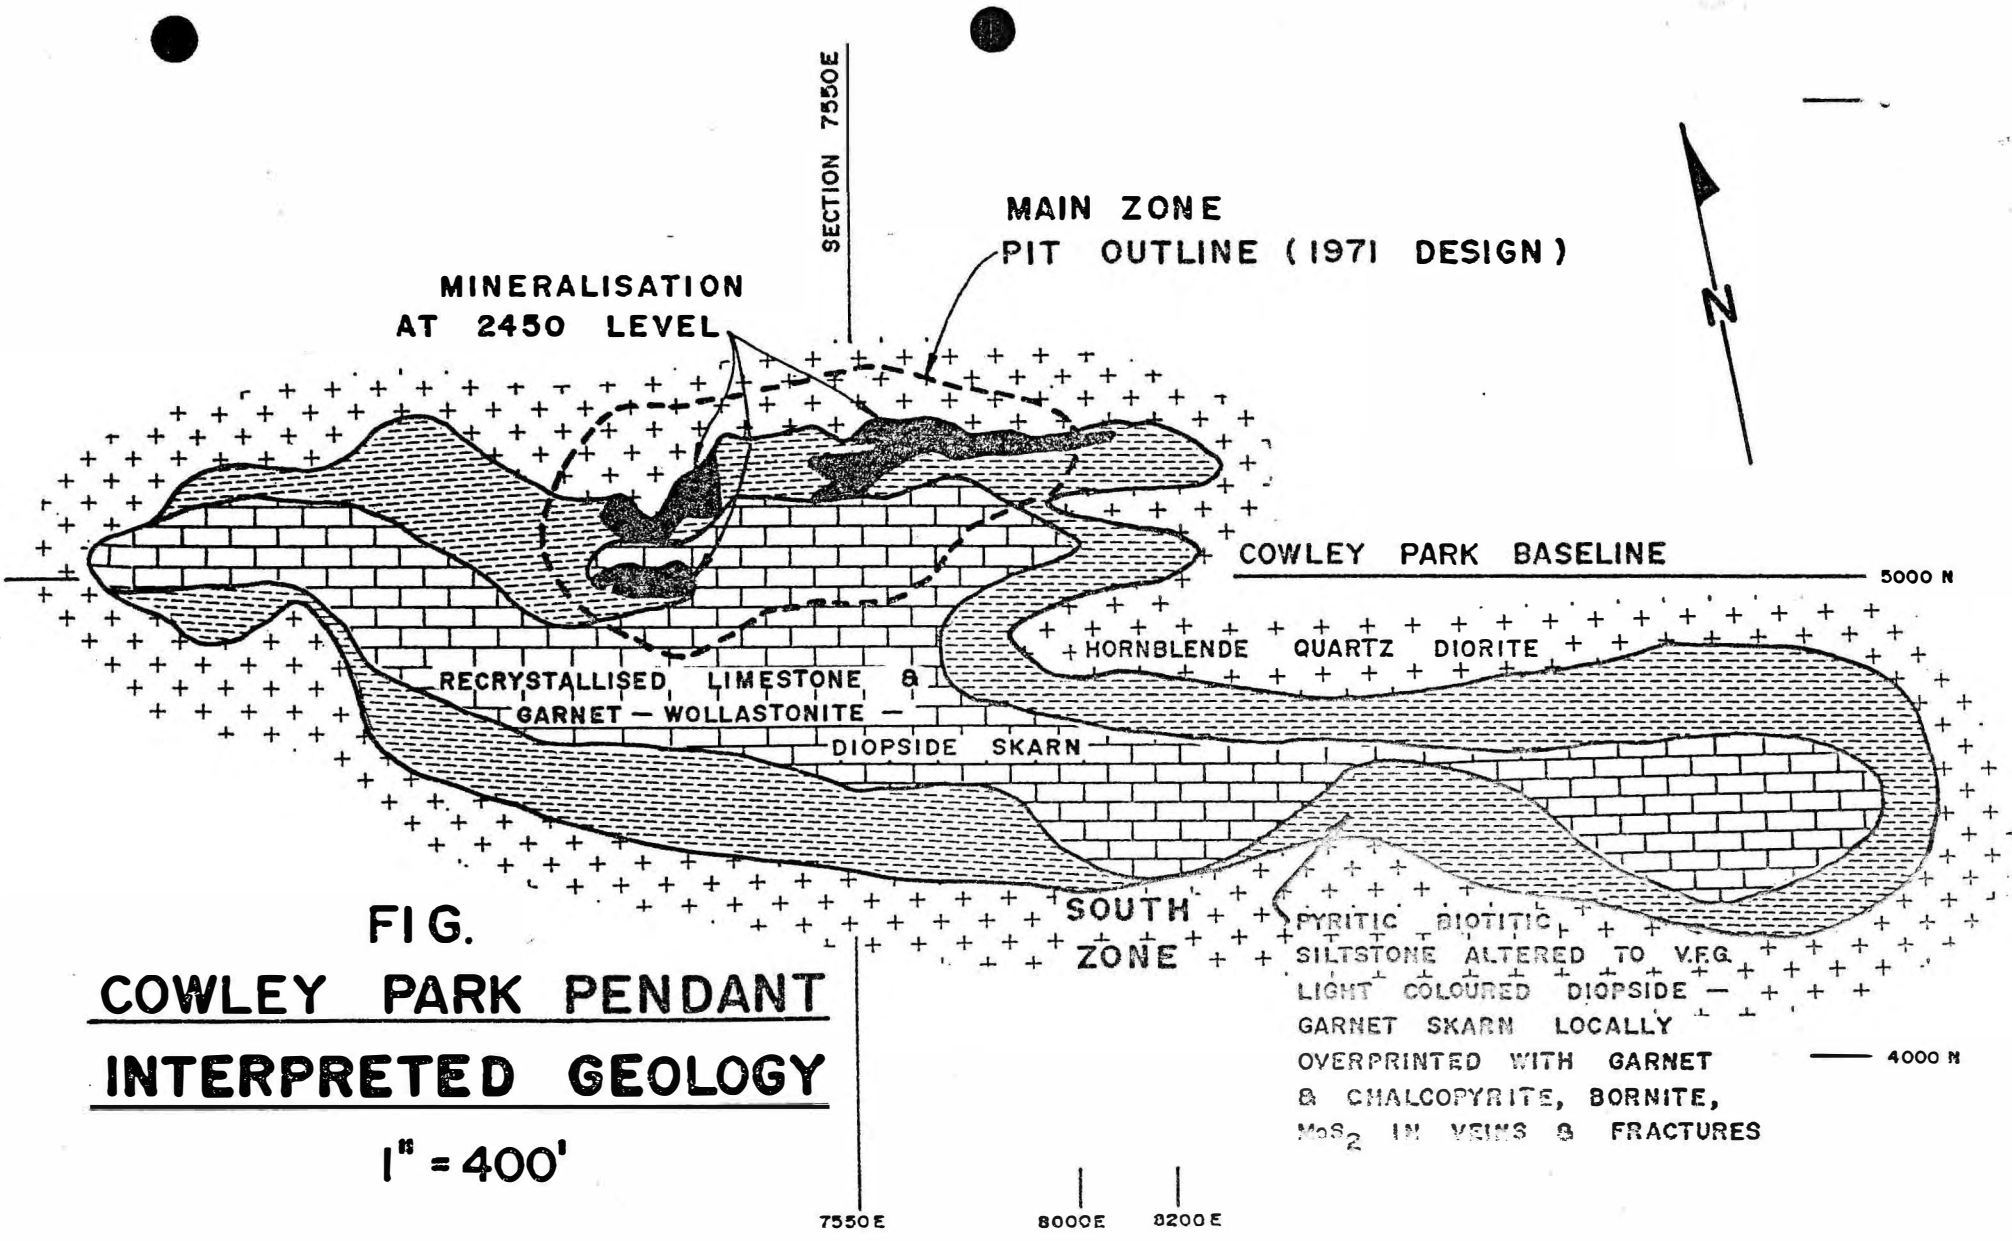 SECTION 7550E
MAIN ZONE
PIT OUTLINE (1971 DESIGN)
MINERALISATION
AT 2450 LEVEL
N
COWLEY PARK BASELINE
5000 N
+ HORNBLENDE QUARTZ DIORITE +
RECRYSTALLISED LIMESTONE &
GARNET — WOLLASTONITE —
DIOPSIDE SKARN
SOUTH
ZONE
PYRITIC BIOTITIC
SILTSTONE ALTERED TO V.F.G.
LIGHT COLOURED DIOPSIDE —
GARNET SKARN LOCALLY
OVERPRINTED WITH GARNET
& CHALCOPYRITE, BORNITE,
MoS2 IN VEINS & FRACTURES
4000 N
FIG.
COWLEY PARK PENDANT
INTERPRETED GEOLOGY
1" = 400'
7550E
8000E
8200E